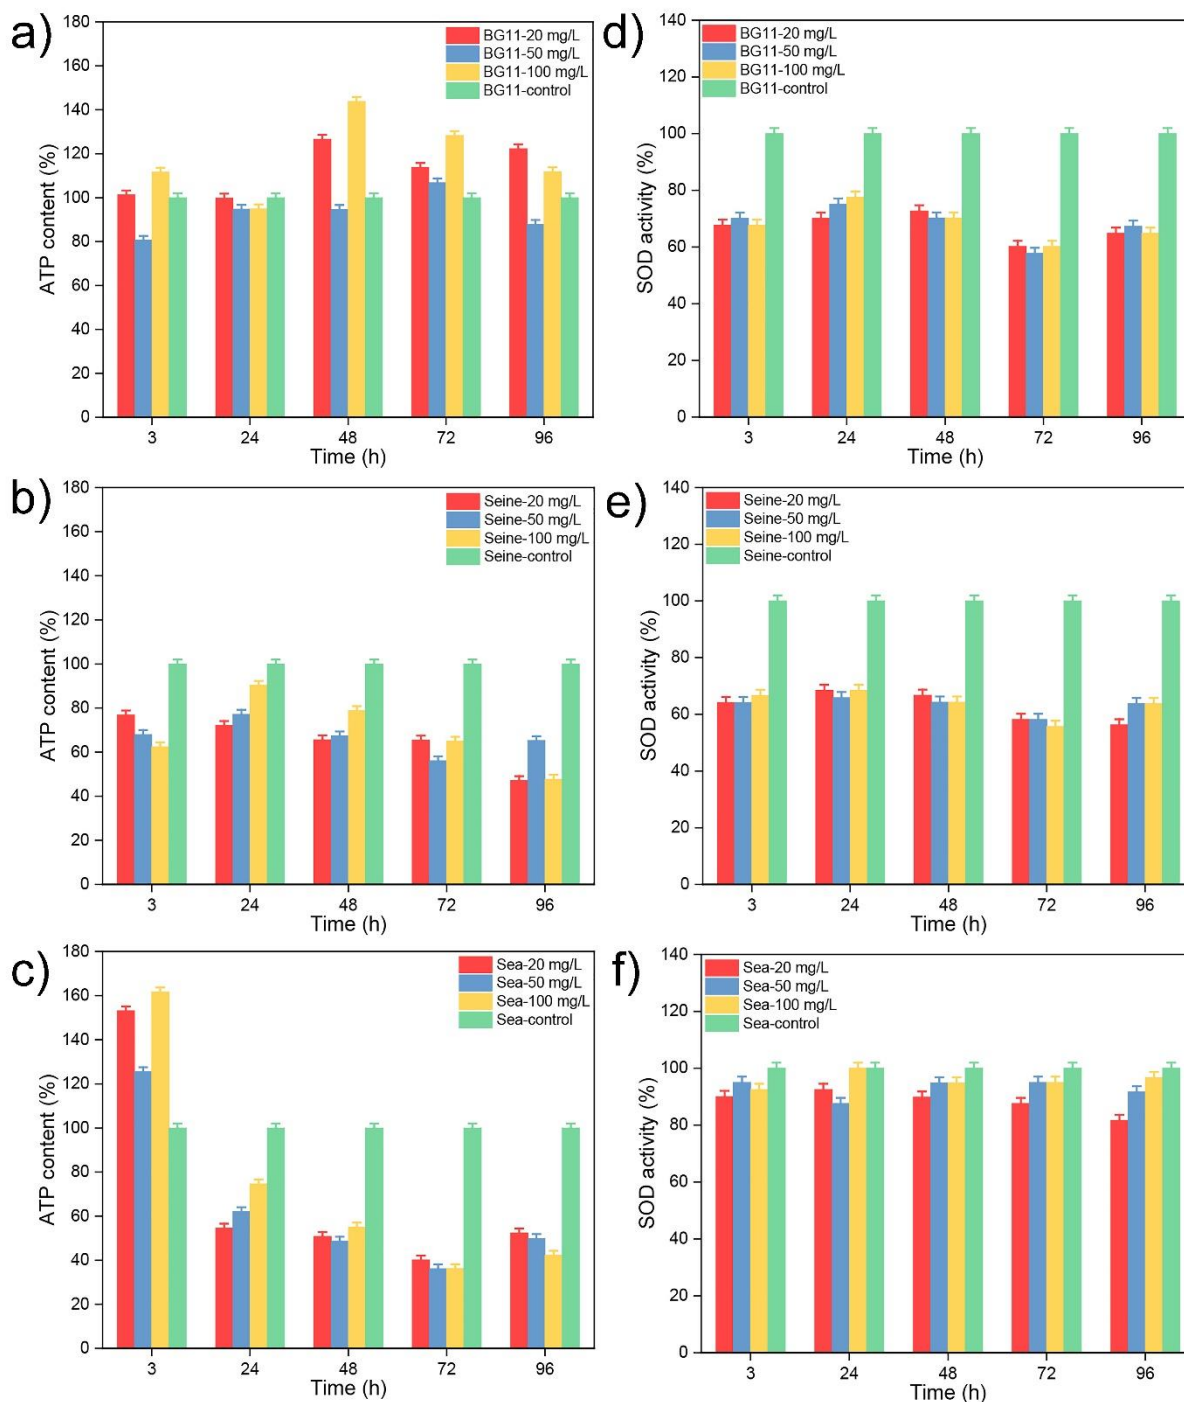 a)
180
160
140
120
100
80
60
40
20
0
ATP content (%)
BG11-20 mg/L
BG11-50 mg/L
BG11-100 mg/L
BG11-control
3 24 48 72 96
Time (h)
d)
140
120
100
80
60
40
20
0
SOD activity (%)
BG11-20 mg/L
BG11-50 mg/L
BG11-100 mg/L
BG11-control
3 24 48 72 96
Time (h)
b)
180
160
140
120
100
80
60
40
20
0
ATP content (%)
Seine-20 mg/L
Seine-50 mg/L
Seine-100 mg/L
Seine-control
3 24 48 72 96
Time (h)
e)
140
120
100
80
60
40
20
0
SOD activity (%)
Seine-20 mg/L
Seine-50 mg/L
Seine-100 mg/L
Seine-control
3 24 48 72 96
Time (h)
c)
180
160
140
120
100
80
60
40
20
0
ATP content (%)
Sea-20 mg/L
Sea-50 mg/L
Sea-100 mg/L
Sea-control
3 24 48 72 96
Time (h)
f)
140
120
100
80
60
40
20
0
SOD activity (%)
Sea-20 mg/L
Sea-50 mg/L
Sea-100 mg/L
Sea-control
3 24 48 72 96
Time (h)